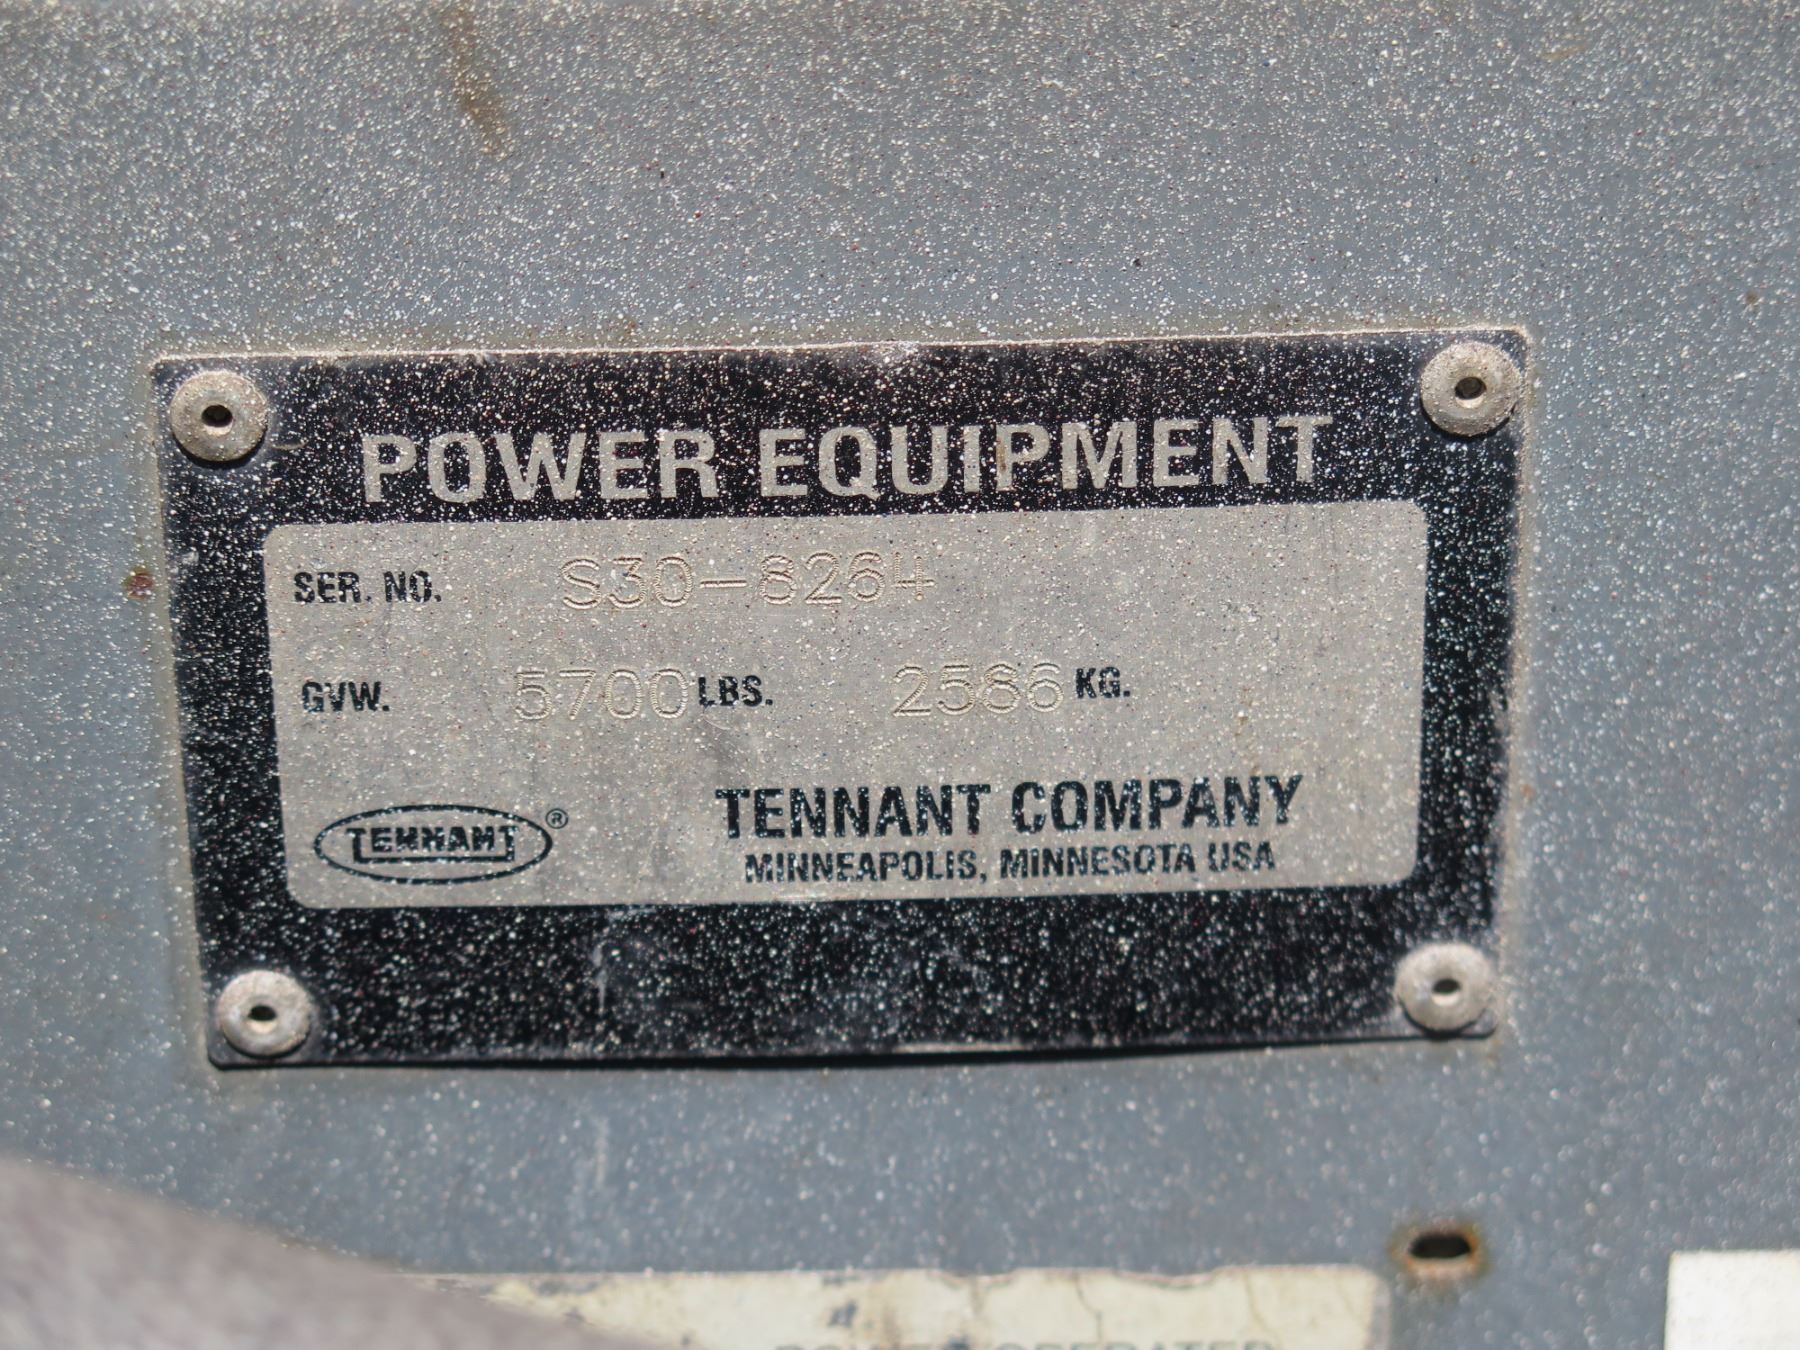 POWER EQUIPMENT
SER. NO. S30-8264
GVW. 5700 LBS. 2586 KG.
TENNANT ®
TENNANT COMPANY
MINNEAPOLIS, MINNESOTA USA